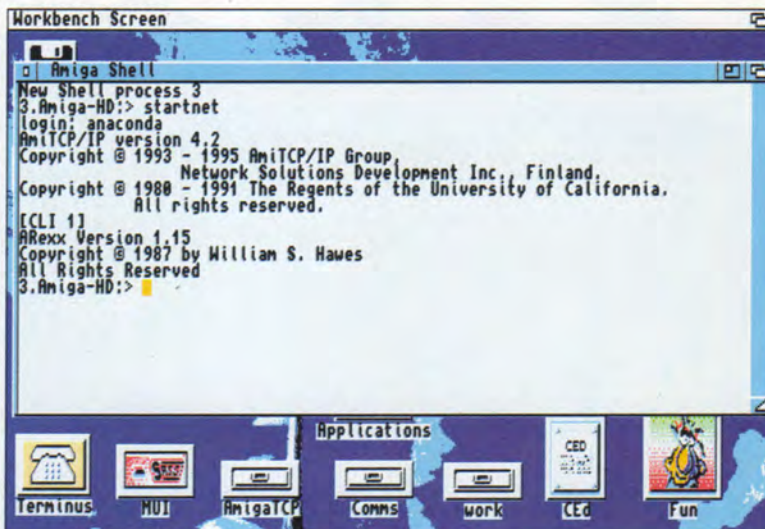 Workbench Screen
Amiga Shell
New Shell process 3
3.Amiga-HD:> startnet
login: anaconda
AmiTCP/IP version 4.2
Copyright © 1993 - 1995 AmiTCP/IP Group,
Network Solutions Development Inc., Finland.
Copyright © 1980 - 1991 The Regents of the University of California.
All rights reserved.
[CLI 1]
ARexx Version 1.15
Copyright © 1987 by William S. Hawes
All Rights Reserved
3.Amiga-HD:>
Applications
CED
Terminus
MUI
AmigaTCP
Comms
work
CEd
Fun